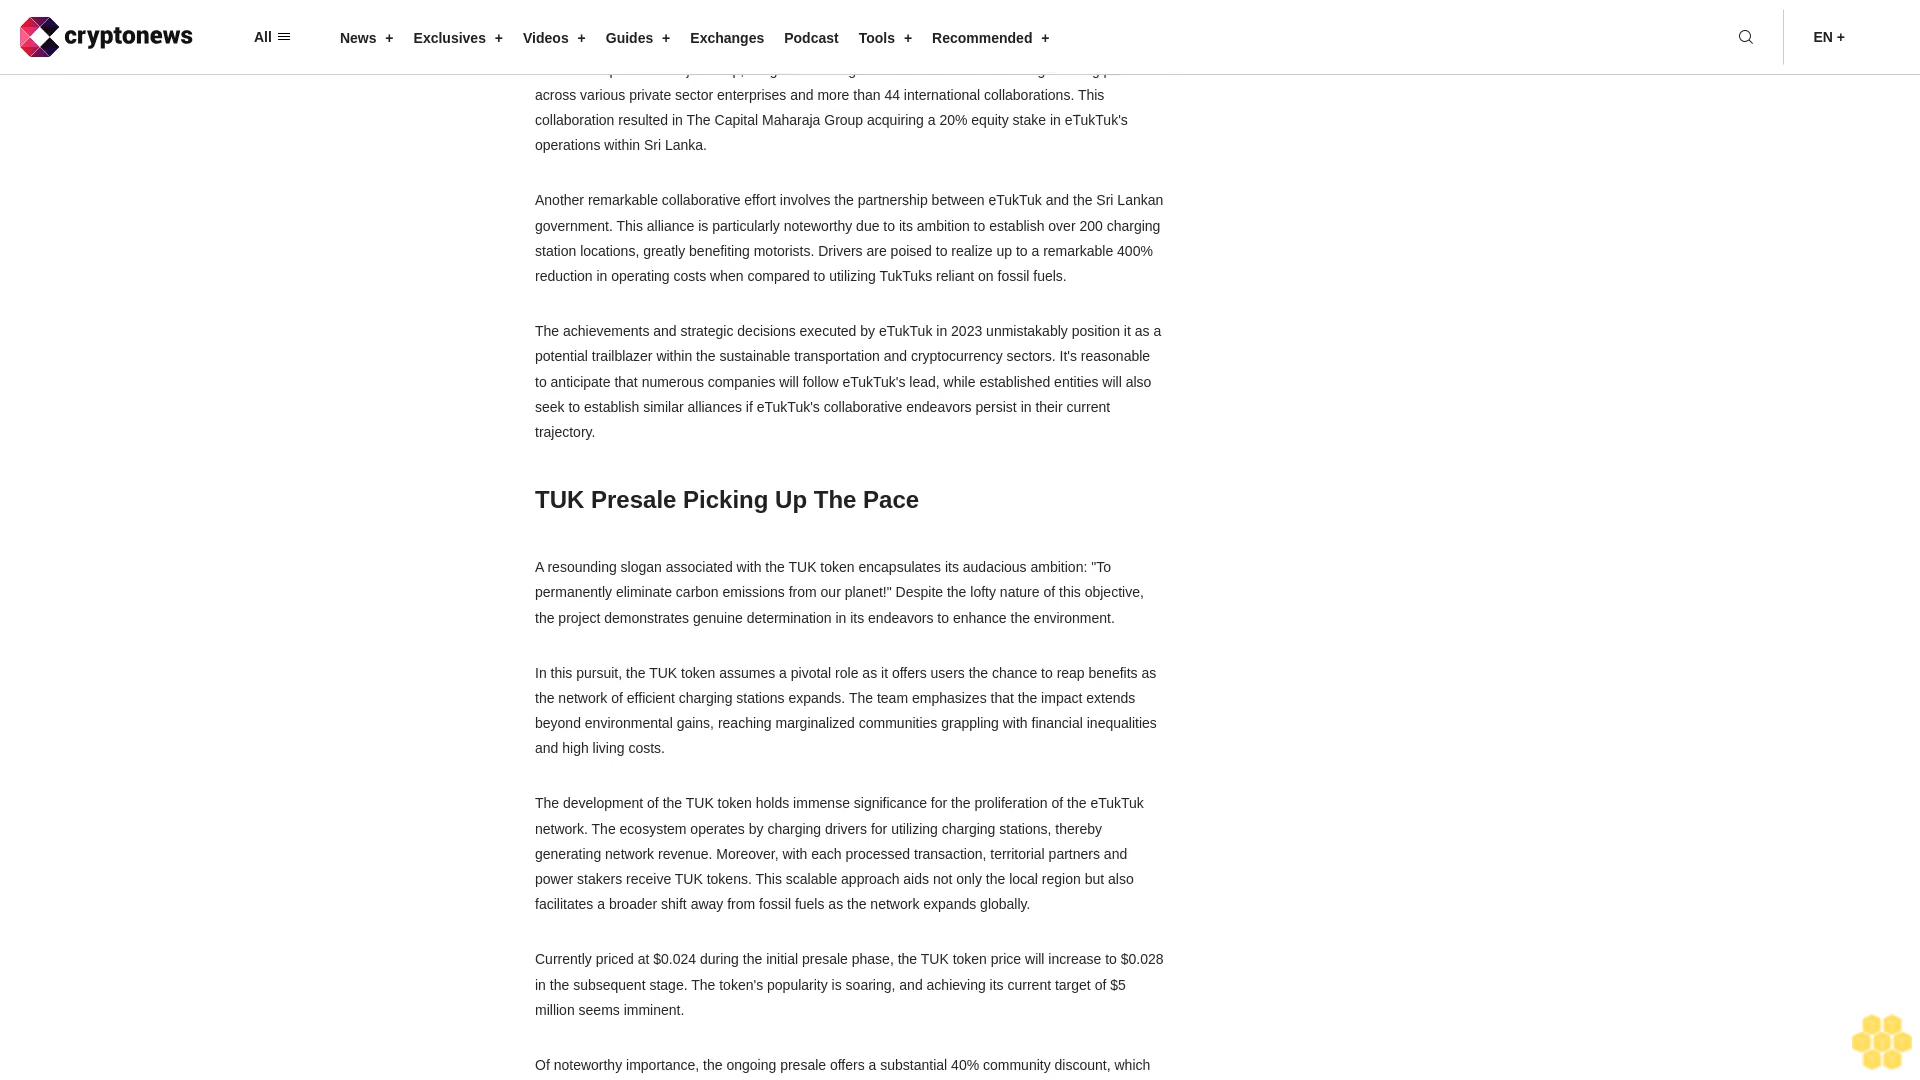 cryptonews
All
News +
Exclusives +
Videos +
Guides +
Exchanges
Podcast
Tools +
Recommended +
EN +
across various private sector enterprises and more than 44 international collaborations. This
collaboration resulted in The Capital Maharaja Group acquiring a 20% equity stake in eTukTuk's
operations within Sri Lanka.
Another remarkable collaborative effort involves the partnership between eTukTuk and the Sri Lankan
government. This alliance is particularly noteworthy due to its ambition to establish over 200 charging
station locations, greatly benefiting motorists. Drivers are poised to realize up to a remarkable 400%
reduction in operating costs when compared to utilizing TukTuks reliant on fossil fuels.
The achievements and strategic decisions executed by eTukTuk in 2023 unmistakably position it as a
potential trailblazer within the sustainable transportation and cryptocurrency sectors. It's reasonable
to anticipate that numerous companies will follow eTukTuk's lead, while established entities will also
seek to establish similar alliances if eTukTuk's collaborative endeavors persist in their current
trajectory.
TUK Presale Picking Up The Pace
A resounding slogan associated with the TUK token encapsulates its audacious ambition: "To
permanently eliminate carbon emissions from our planet!" Despite the lofty nature of this objective,
the project demonstrates genuine determination in its endeavors to enhance the environment.
In this pursuit, the TUK token assumes a pivotal role as it offers users the chance to reap benefits as
the network of efficient charging stations expands. The team emphasizes that the impact extends
beyond environmental gains, reaching marginalized communities grappling with financial inequalities
and high living costs.
The development of the TUK token holds immense significance for the proliferation of the eTukTuk
network. The ecosystem operates by charging drivers for utilizing charging stations, thereby
generating network revenue. Moreover, with each processed transaction, territorial partners and
power stakers receive TUK tokens. This scalable approach aids not only the local region but also
facilitates a broader shift away from fossil fuels as the network expands globally.
Currently priced at $0.024 during the initial presale phase, the TUK token price will increase to $0.028
in the subsequent stage. The token's popularity is soaring, and achieving its current target of $5
million seems imminent.
Of noteworthy importance, the ongoing presale offers a substantial 40% community discount, which